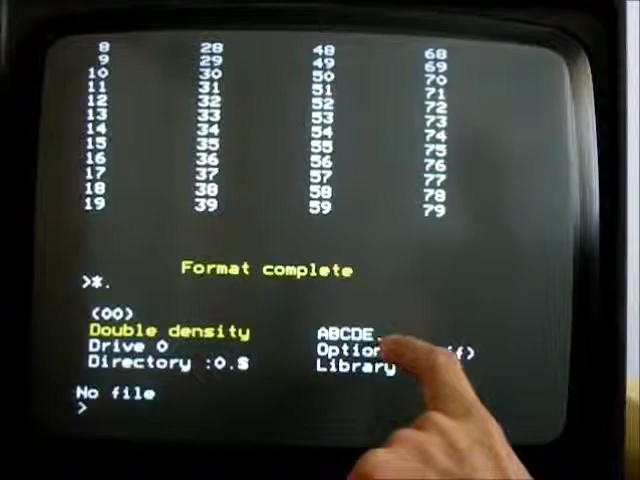 8 28 48 68
9 29 49 69
10 30 50 70
11 31 51 71
12 32 52 72
13 33 53 73
14 34 54 74
15 35 55 75
16 36 56 76
17 37 57 77
18 38 58 78
19 39 59 79
Format complete
>*.
(00)
Double density ABCDE.
Drive 0 f)
Directory :0.$ Library
No file
>